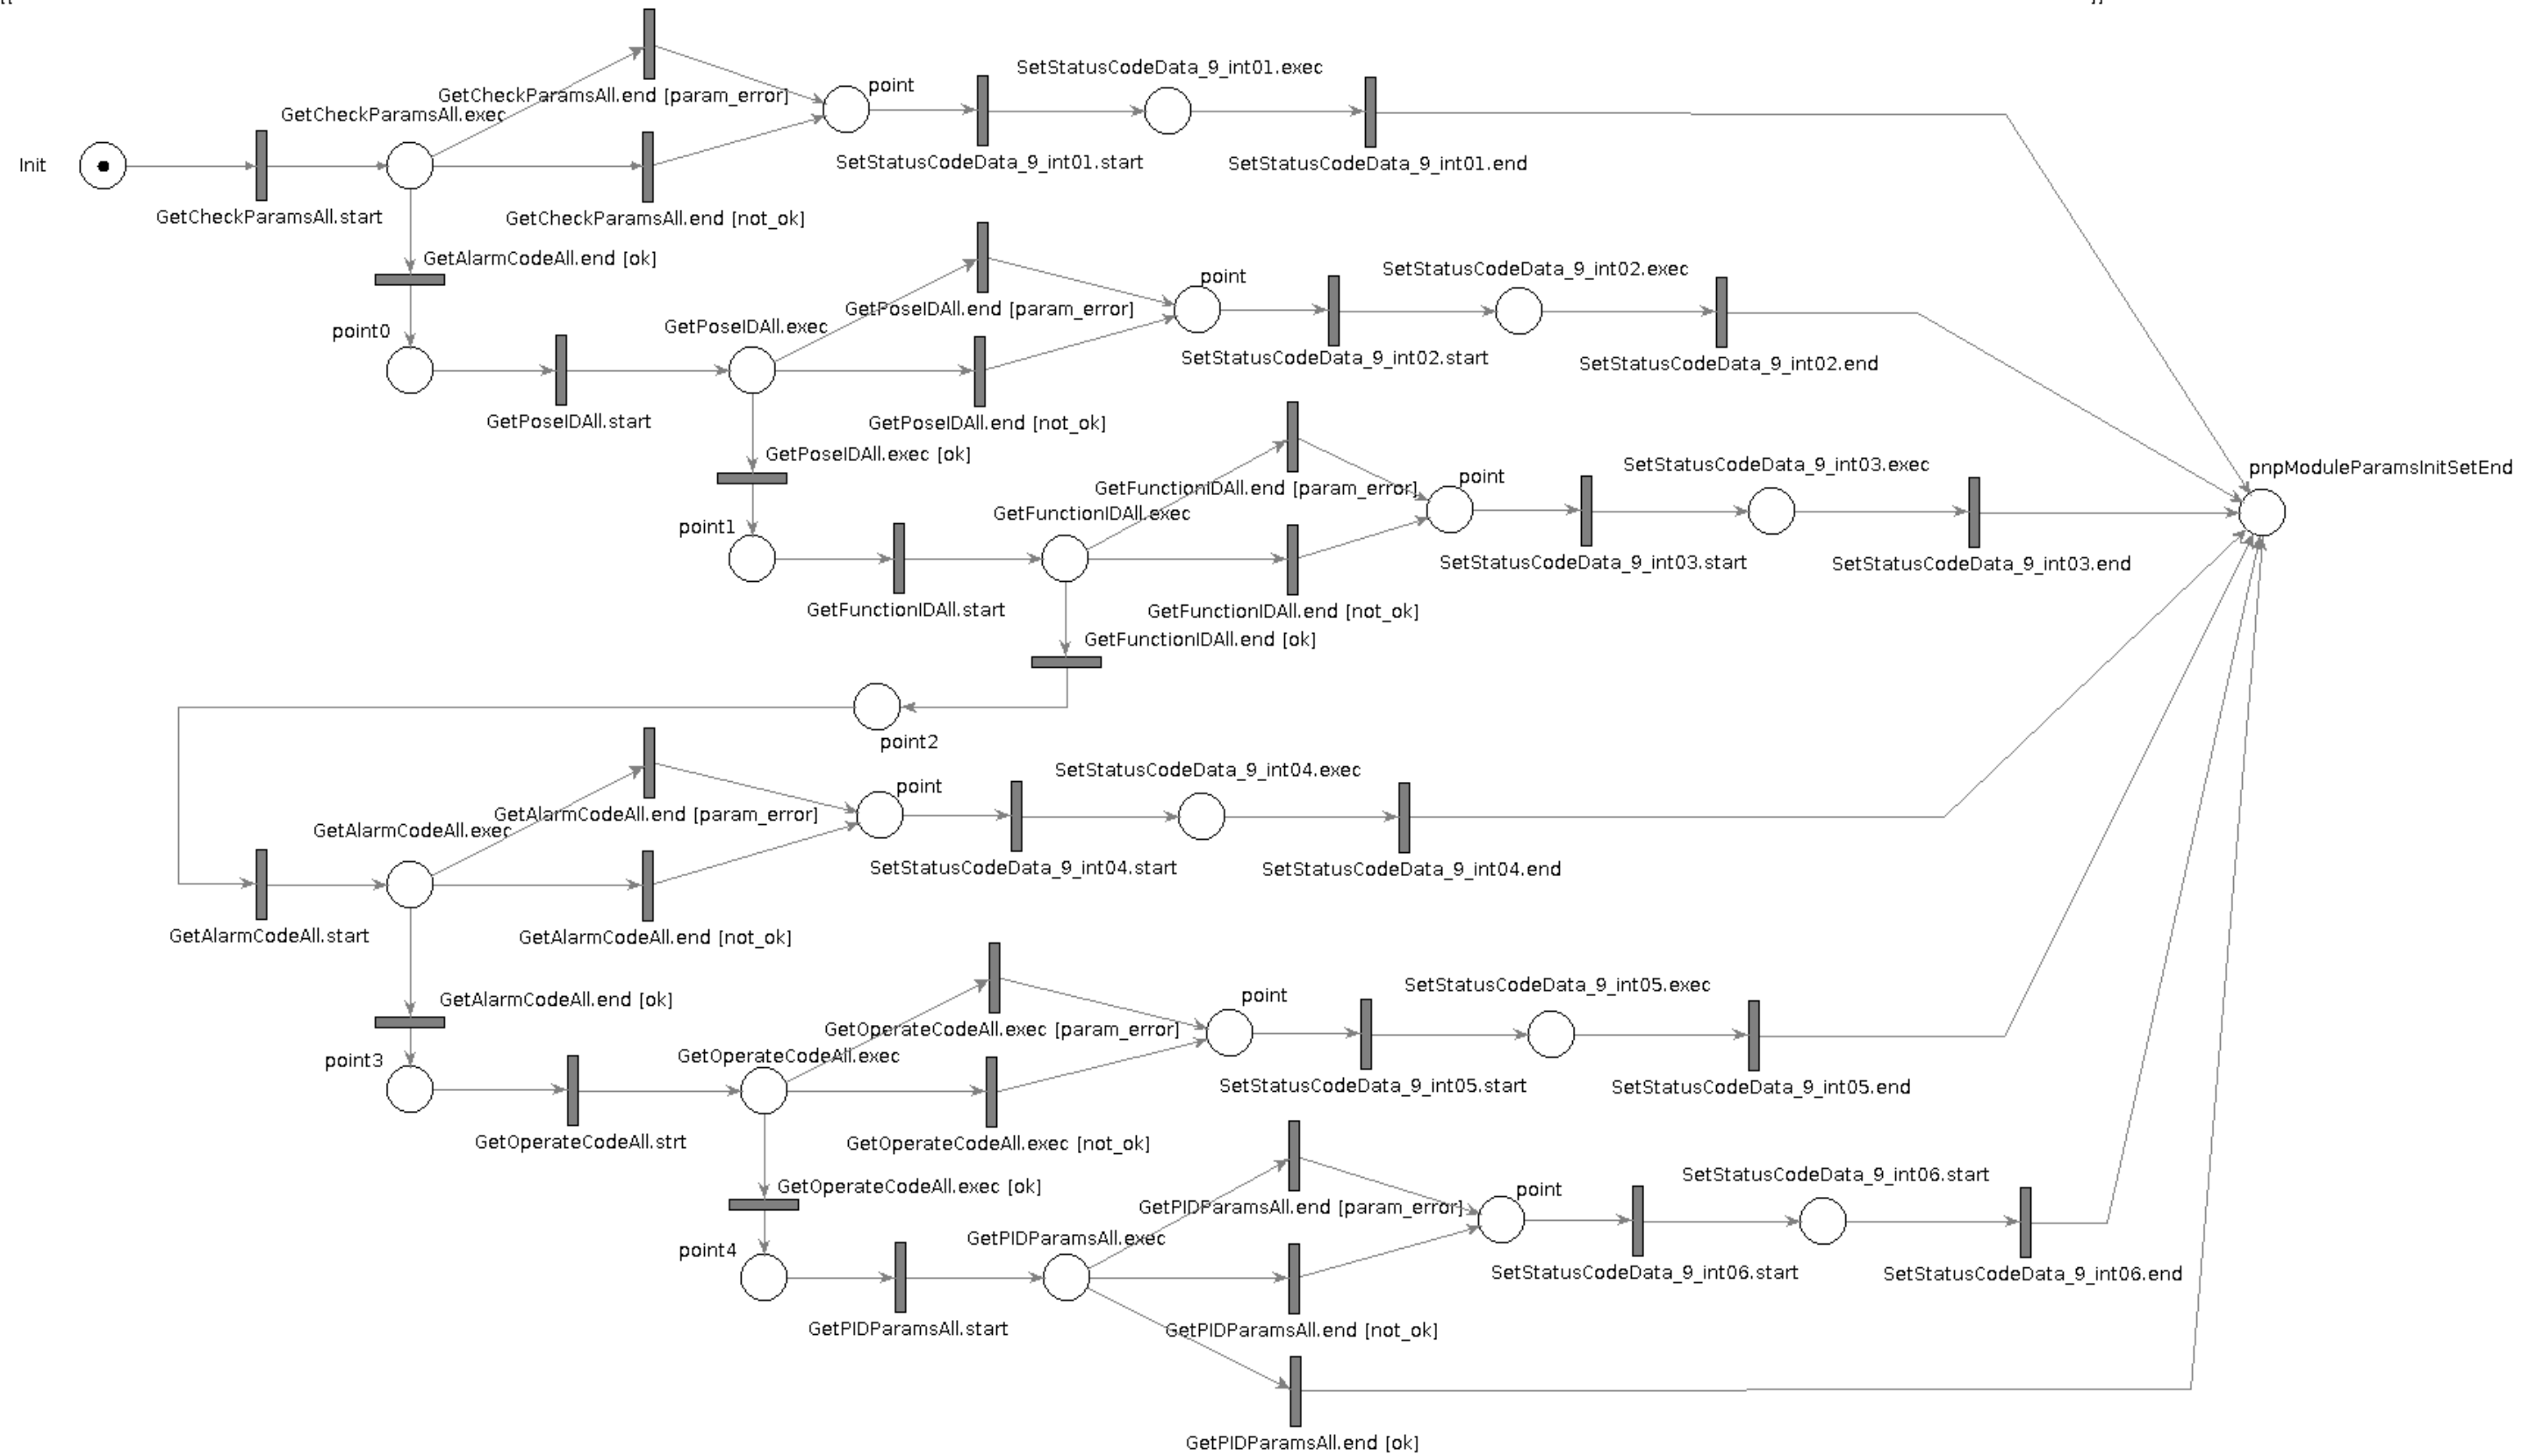 GetCheckParamsAll.end [param_error]
point
SetStatusCodeData_9_int01.exec
GetCheckParamsAll.exec
Init
SetStatusCodeData_9_int01.start
SetStatusCodeData_9_int01.end
GetCheckParamsAll.start
GetCheckParamsAll.end [not_ok]
GetAlarmCodeAll.end [ok]
point
SetStatusCodeData_9_int02.exec
GetPoseIDAll.end [param_error]
point0
GetPoseIDAll.exec
SetStatusCodeData_9_int02.start
SetStatusCodeData_9_int02.end
GetPoseIDAll.start
GetPoseIDAll.end [not_ok]
GetPoseIDAll.exec [ok]
SetStatusCodeData_9_int03.exec
pnpModuleParamsInitSetEnd
point
GetFunctionIDAll.end [param_error]
GetFunctionIDAll.exec
point1
SetStatusCodeData_9_int03.start
SetStatusCodeData_9_int03.end
GetFunctionIDAll.start
GetFunctionIDAll.end [not_ok]
GetFunctionIDAll.end [ok]
point2
SetStatusCodeData_9_int04.exec
point
GetAlarmCodeAll.end [param_error]
GetAlarmCodeAll.exec
SetStatusCodeData_9_int04.start
SetStatusCodeData_9_int04.end
GetAlarmCodeAll.start
GetAlarmCodeAll.end [not_ok]
GetAlarmCodeAll.end [ok]
SetStatusCodeData_9_int05.exec
point
GetOperateCodeAll.exec [param_error]
GetOperateCodeAll.exec
point3
SetStatusCodeData_9_int05.start
SetStatusCodeData_9_int05.end
GetOperateCodeAll.strt
GetOperateCodeAll.exec [not_ok]
GetOperateCodeAll.exec [ok]
SetStatusCodeData_9_int06.start
point
GetPIDParamsAll.end [param_error]
GetPIDParamsAll.exec
point4
SetStatusCodeData_9_int06.start
SetStatusCodeData_9_int06.end
GetPIDParamsAll.start
GetPIDParamsAll.end [not_ok]
GetPIDParamsAll.end [ok]